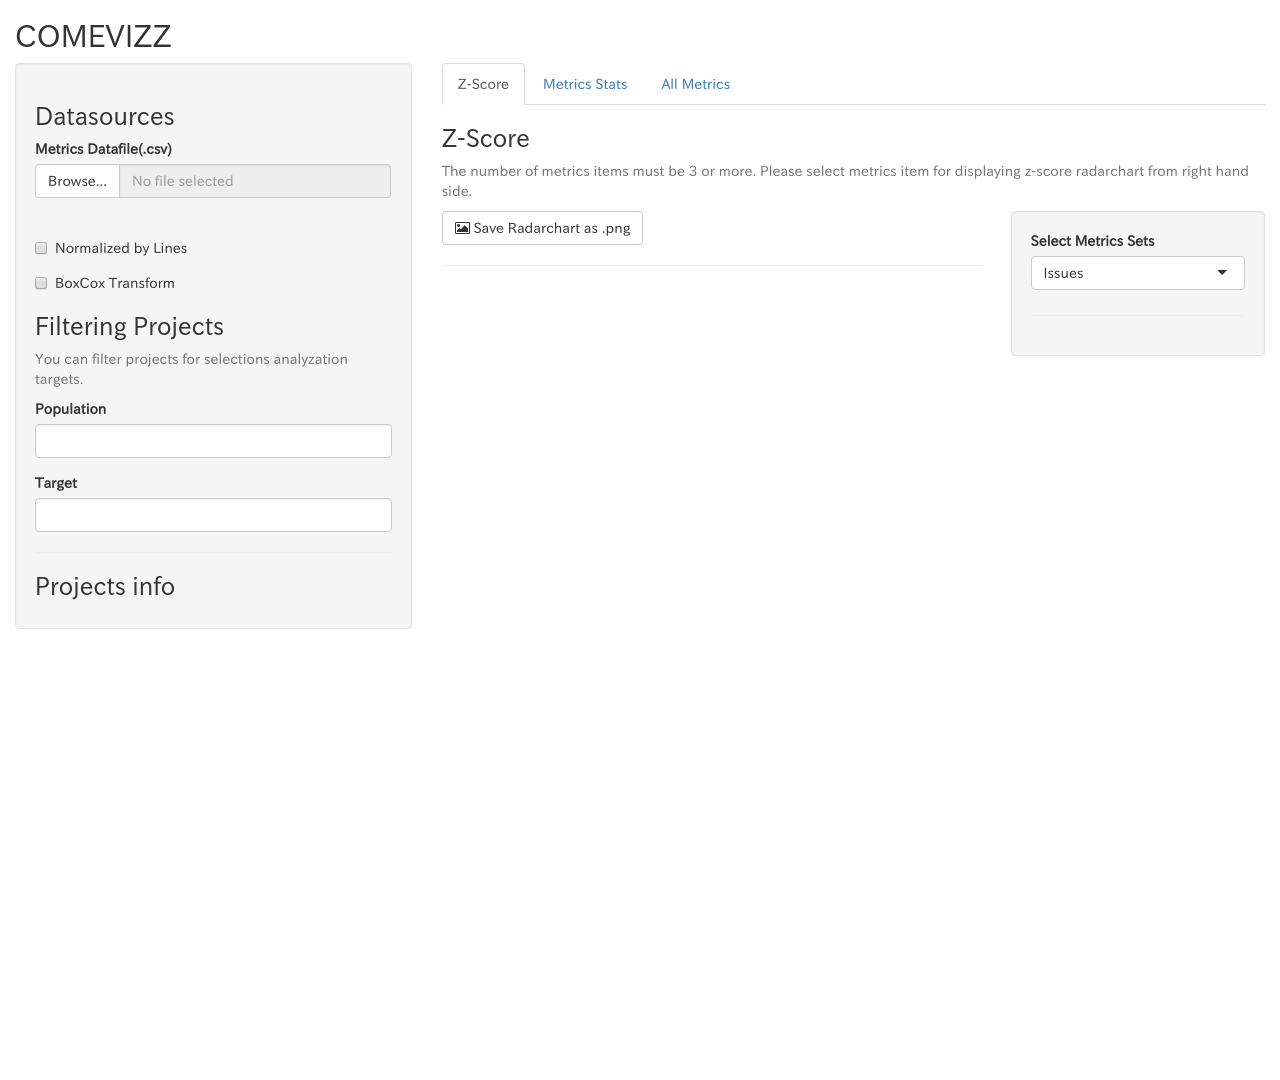 COMEVIZZ
Datasources
Metrics Datafile(.csv)
Browse...
No file selected
Normalized by Lines
BoxCox Transform
Filtering Projects
You can filter projects for selections analyzation
targets.
Population
Target
Projects info
Z-Score
Metrics Stats
All Metrics
Z-Score
The number of metrics items must be 3 or more. Please select metrics item for displaying z-score radarchart from right hand
side.
Save Radarchart as .png
Select Metrics Sets
Issues